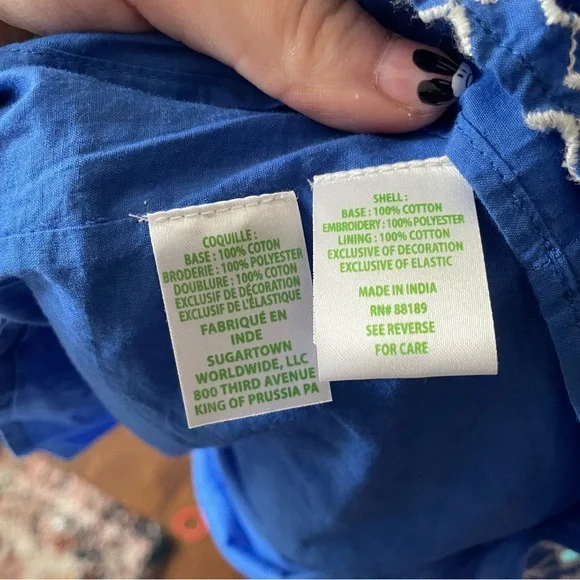 COQUILLE :
BASE : 100% COTON
BRODERIE : 100% POLYESTER
DOUBLURE : 100% COTON
EXCLUSIF DE DÉCORATION
EXCLUSIF DE L'ÉLASTIQUE
FABRIQUÉ EN
INDE
SUGARTOWN
WORLDWIDE, LLC
800 THIRD AVENUE
KING OF PRUSSIA PA
SHELL :
BASE : 100% COTTON
EMBROIDERY : 100% POLYESTER
LINING : 100% COTTON
EXCLUSIVE OF DECORATION
EXCLUSIVE OF ELASTIC
MADE IN INDIA
RN# 88189
SEE REVERSE
FOR CARE